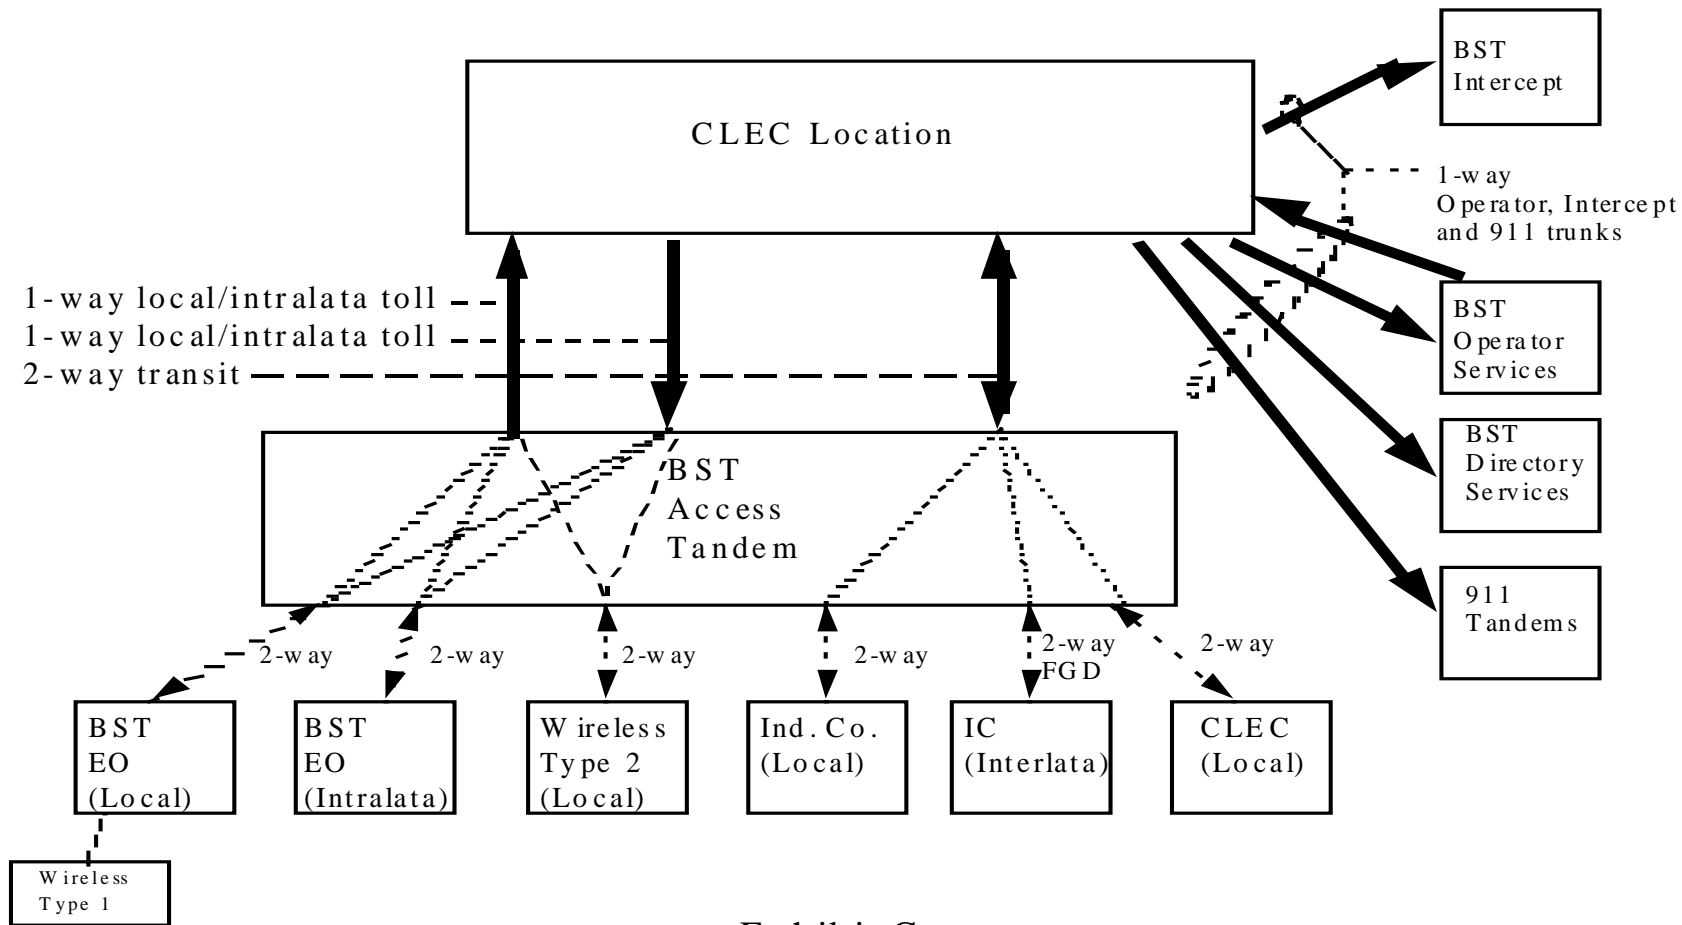 BST
Intercept
CLEC Location
1-way
Operator, Intercept
and 911 trunks
1-way local/intralata toll
1-way local/intralata toll
2-way transit
BST
Operator
Services
BST
Directory
Services
BST
Access
Tandem
911
Tandems
2-way
2-way
2-way
2-way
2-way
FGD
2-way
BST
EO
(Local)
BST
EO
(Intralata)
Wireless
Type 2
(Local)
Ind.Co.
(Local)
IC
(Interlata)
CLEC
(Local)
Wireless
Type 1